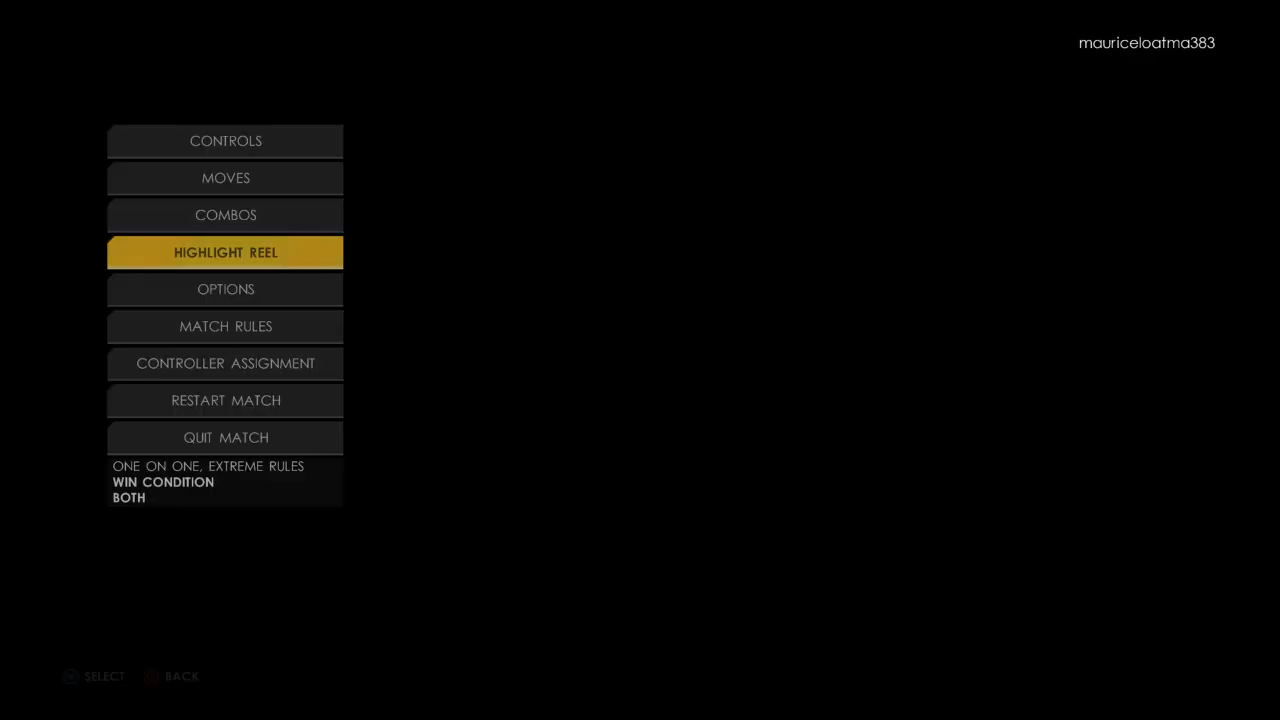 mauriceloatma383
CONTROLS
MOVES
COMBOS
HIGHLIGHT REEL
OPTIONS
MATCH RULES
CONTROLLER ASSIGNMENT
RESTART MATCH
QUIT MATCH
ONE ON ONE, EXTREME RULES
WIN CONDITION
BOTH
SELECT BACK